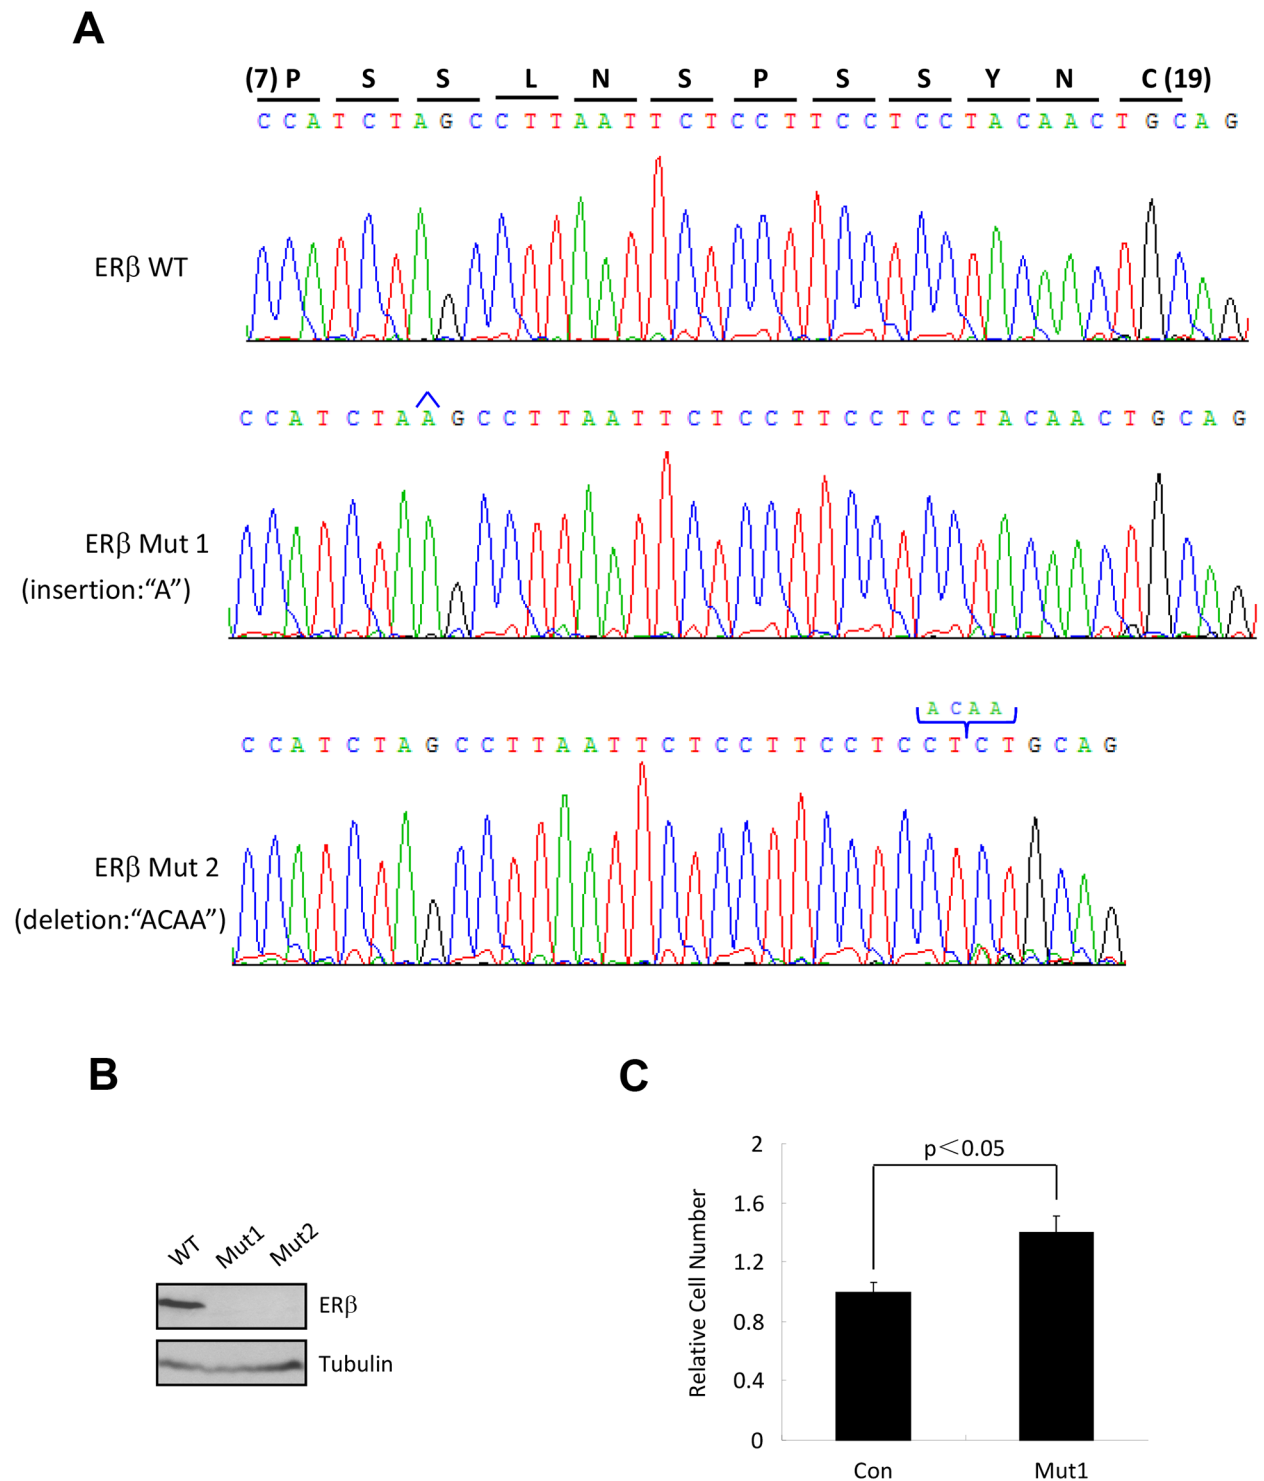 A
(7) P S S L N S P S S Y N C (19)
C C A T C T A G C C T T A A T T C T C C T T C C T C C T A C A A C T G C A G
ERβ WT
C C A T C T A A G C C T T A A T T C T C C T T C C T C C T A C A A C T G C A G
ERβ Mut 1
(insertion:“A”)
A C A A
C C A T C T A G C C T T A A T T C T C C T T C C T C C T C T G C A G
ERβ Mut 2
(deletion:“ACAA”)
B
WT Mut1 Mut2
ERβ
Tubulin
C
p<0.05
Relative Cell Number
2
1.6
1.2
0.8
0.4
0
Con Mut1